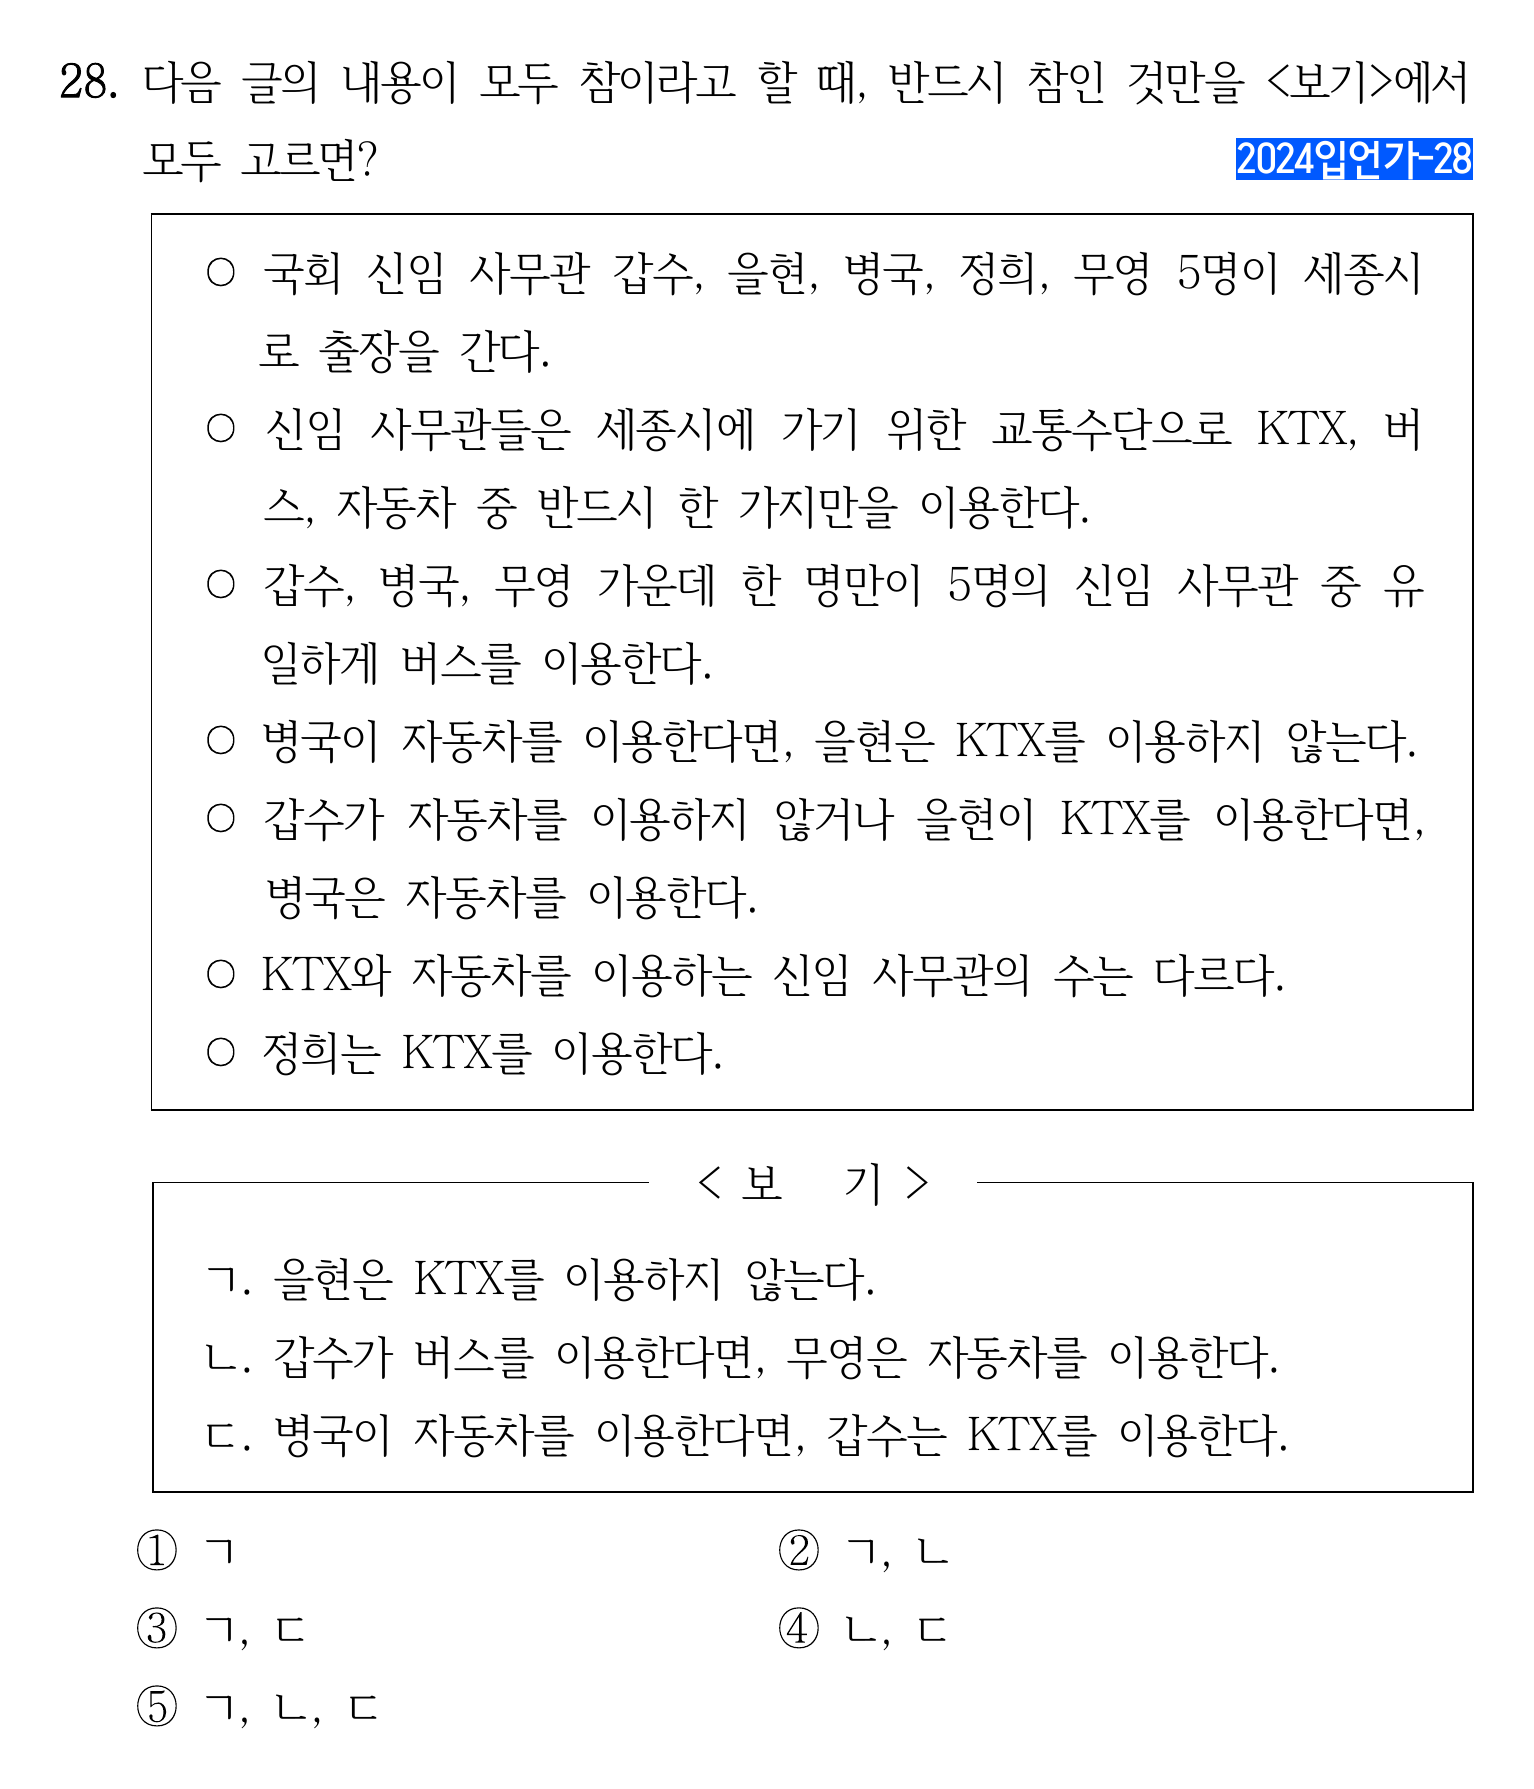 28. 다음 글의 내용이 모두 참이라고 할 때, 반드시 참인 것만을 <보기>에서
모두 고르면?
2024입언가-28
○ 국회 신임 사무관 갑수, 을현, 병국, 정희, 무영 5명이 세종시
로 출장을 간다.
○ 신임 사무관들은 세종시에 가기 위한 교통수단으로 KTX, 버
스, 자동차 중 반드시 한 가지만을 이용한다.
○ 갑수, 병국, 무영 가운데 한 명만이 5명의 신임 사무관 중 유
일하게 버스를 이용한다.
○ 병국이 자동차를 이용한다면, 을현은 KTX를 이용하지 않는다.
○ 갑수가 자동차를 이용하지 않거나 을현이 KTX를 이용한다면,
병국은 자동차를 이용한다.
○ KTX와 자동차를 이용하는 신임 사무관의 수는 다르다.
○ 정희는 KTX를 이용한다.
< 보 기 >
ㄱ. 을현은 KTX를 이용하지 않는다.
ㄴ. 갑수가 버스를 이용한다면, 무영은 자동차를 이용한다.
ㄷ. 병국이 자동차를 이용한다면, 갑수는 KTX를 이용한다.
① ㄱ
② ㄱ, ㄴ
③ ㄱ, ㄷ
④ ㄴ, ㄷ
⑤ ㄱ, ㄴ, ㄷ